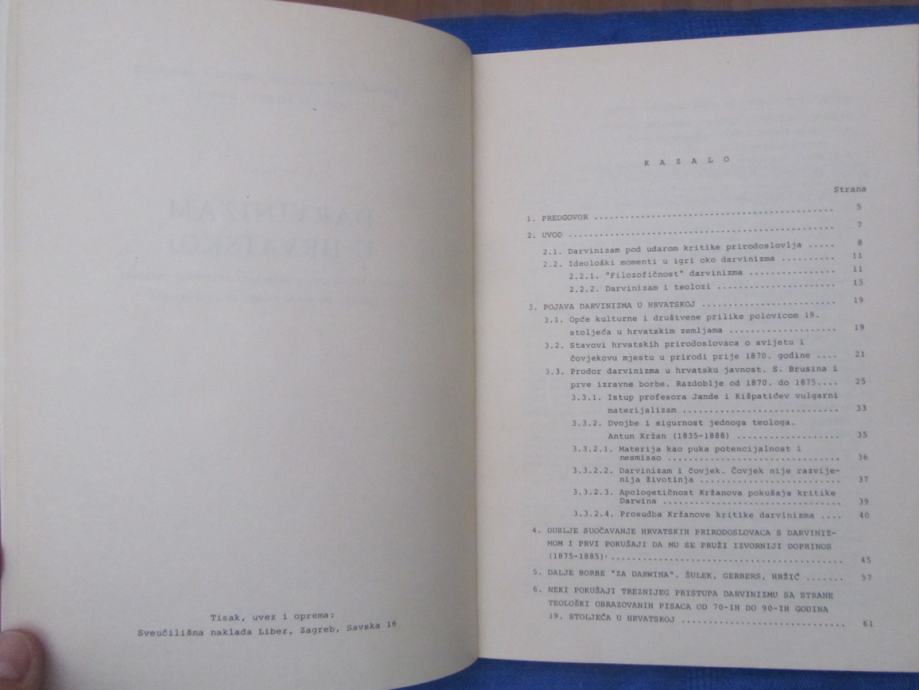 Tisak, uvez i oprema:
Sveučilišna naklada Liber, Zagreb, Savska 16
K A Z A L O
Strana
1. PREDGOVOR ........................................ 5
2. UVOD ........................................ 7
2.1. Darvinizam pod udarom kritike prirodoslovlja ..... 8
2.2. Ideološki momenti u igri oko darvinizma .......... 11
2.2.1. "Filozofičnost" darvinizma ............... 11
2.2.2. Darvinizam i teolozi .................... 15
3. POJAVA DARVINIZMA U HRVATSKOJ ....................... 19
3.1. Opće kulturne i društvene prilike polovicom 19.
stoljeća u hrvatskim zemljama .................... 19
3.2. Stavovi hrvatskih prirodoslovaca o svijetu i
čovjekovu mjestu u prirodi prije 1870. godine .... 21
3.3. Prodor darvinizma u hrvatsku javnost. S. Brusina i
prve izravne borbe. Razdoblje od 1870. do 1875.... 25
3.3.1. Istup profesora Jande i Kišpatićev vulgarni
materijalizam ........................... 33
3.3.2. Dvojbe i sigurnost jednoga teologa.
Antun Kržan (1835-1888) ................. 35
3.3.2.1. Materija kao puka potencijalnost i
nesmisao ............................. 36
3.3.2.2. Darvinizam i čovjek. Čovjek nije razvije-
nija životinja ........................ 37
3.3.2.3. Apologetičnost Kržanova pokušaja kritike
Darwina ............................... 39
3.3.2.4. Prosudba Kržanove kritike darvinizma .... 40
4. DUBLJE SUOČAVANJE HRVATSKIH PRIRODOSLOVACA S DARVINIZ-
MOM I PRVI POKUŠAJI DA MU SE PRUŽI IZVORNIJI DOPRINOS
(1875-1885) ....................................... 45
5. DALJE BORBE "ZA DARWINA". ŠULEK, GERBERS, HRŽIĆ ....... 57
6. NEKI POKUŠAJI TREZNIJEG PRISTUPA DARVINIZMU SA STRANE
TEOLOŠKI OBRAZOVANIH PISACA OD 70-IH DO 90-IH GODINA
19. STOLJEĆA U HRVATSKOJ ........................... 61